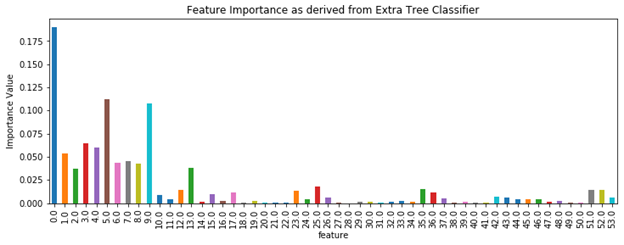 Feature Importance as derived from Extra Tree Classifier
0.175
0.150
0.125
0.100
0.075
0.050
0.025
0.000
Importance Value
0.0 1.0 2.0 3.0 4.0 5.0 6.0 7.0 8.0 9.0 10.0 11.0 12.0 13.0 14.0 15.0 16.0 17.0 18.0 19.0 20.0 21.0 22.0 23.0 24.0 25.0 26.0 27.0 28.0 29.0 30.0 31.0 32.0 33.0 34.0 35.0 36.0 37.0 38.0 39.0 40.0 41.0 42.0 43.0 44.0 45.0 46.0 47.0 48.0 49.0 50.0 51.0 52.0 53.0
feature